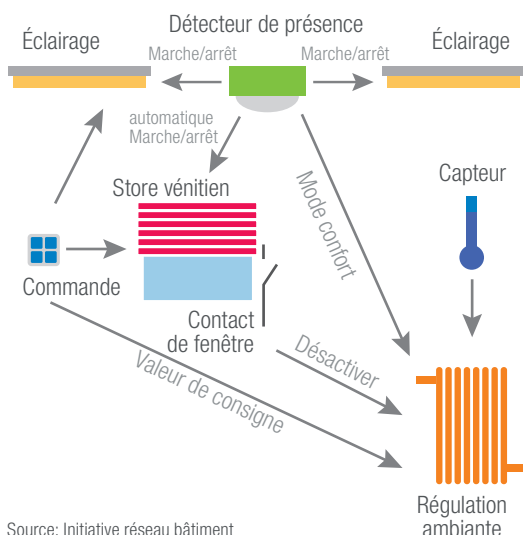 Détecteur de présence
Éclairage
Éclairage
Marche/arrêt
Marche/arrêt
automatique
Marche/arrêt
Store vénitien
Mode confort
Capteur
Commande
Contact
de fenêtre
Désactiver
Valeur de consigne
Régulation
ambiante
Source: Initiative réseau bâtiment